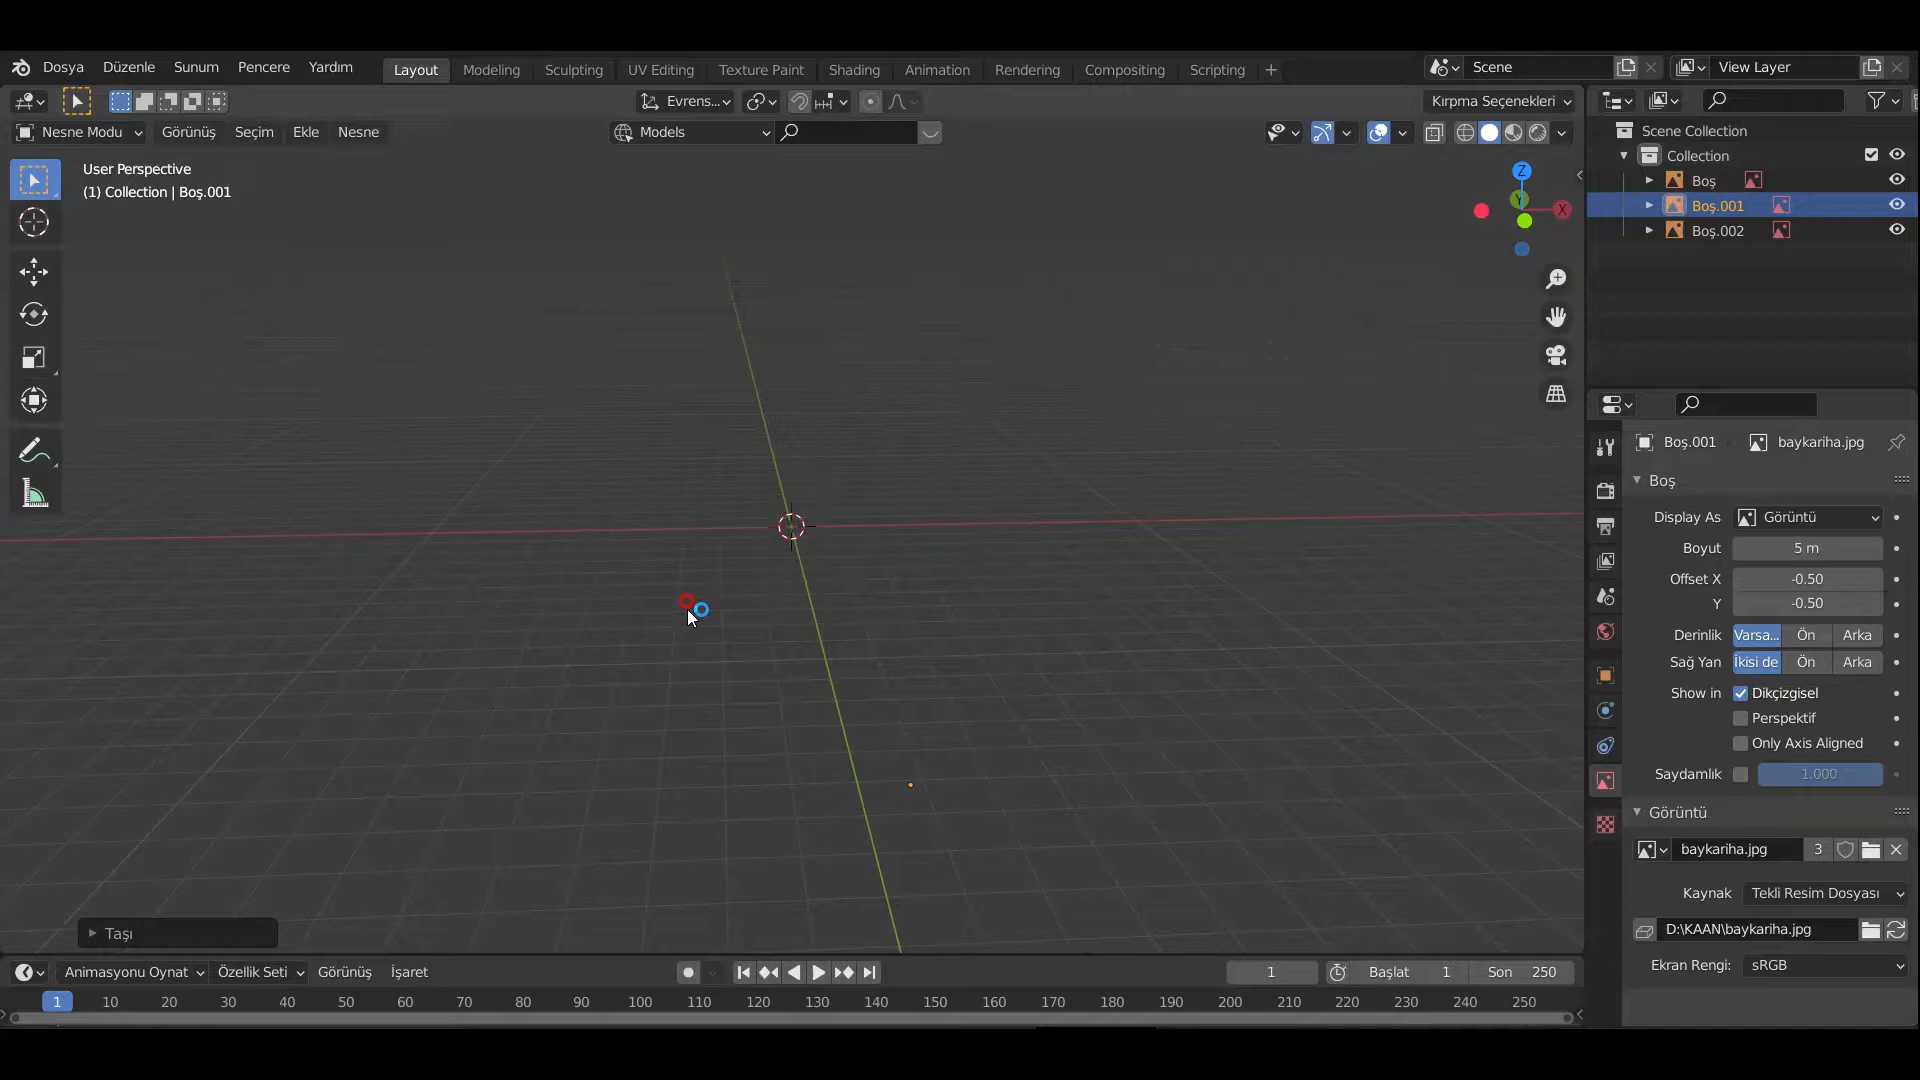 Dosya Düzenle Sunum Pencere Yardım Layout Modeling Sculpting UV Editing Texture Paint Shading Animation Rendering Compositing Scripting + Scene View Layer
Evrens... Kırpma Seçenekleri
Nesne Modu Görünüş Seçim Ekle Nesne Models
User Perspective
(1) Collection | Boş.001
Z
Y
X
Scene Collection
Collection
Boş
Boş.001
Boş.002
Boş.001 baykariha.jpg
Boş
Display As Görüntü
Boyut 5 m
Offset X -0.50
Y -0.50
Derinlik Varsa... Ön Arka
Sağ Yan İkisi de Ön Arka
Show in Dikçizgisel
Perspektif
Only Axis Aligned
Saydamlık 1.000
Görüntü
baykariha.jpg 3
Kaynak Tekli Resim Dosyası
D:\KAAN\baykariha.jpg
Ekran Rengi: sRGB
Taşı
Animasyonu Oynat Özellik Seti Görünüş İşaret 1 Başlat 1 Son 250
1 10 20 30 40 50 60 70 80 90 100 110 120 130 140 150 160 170 180 190 200 210 220 230 240 250